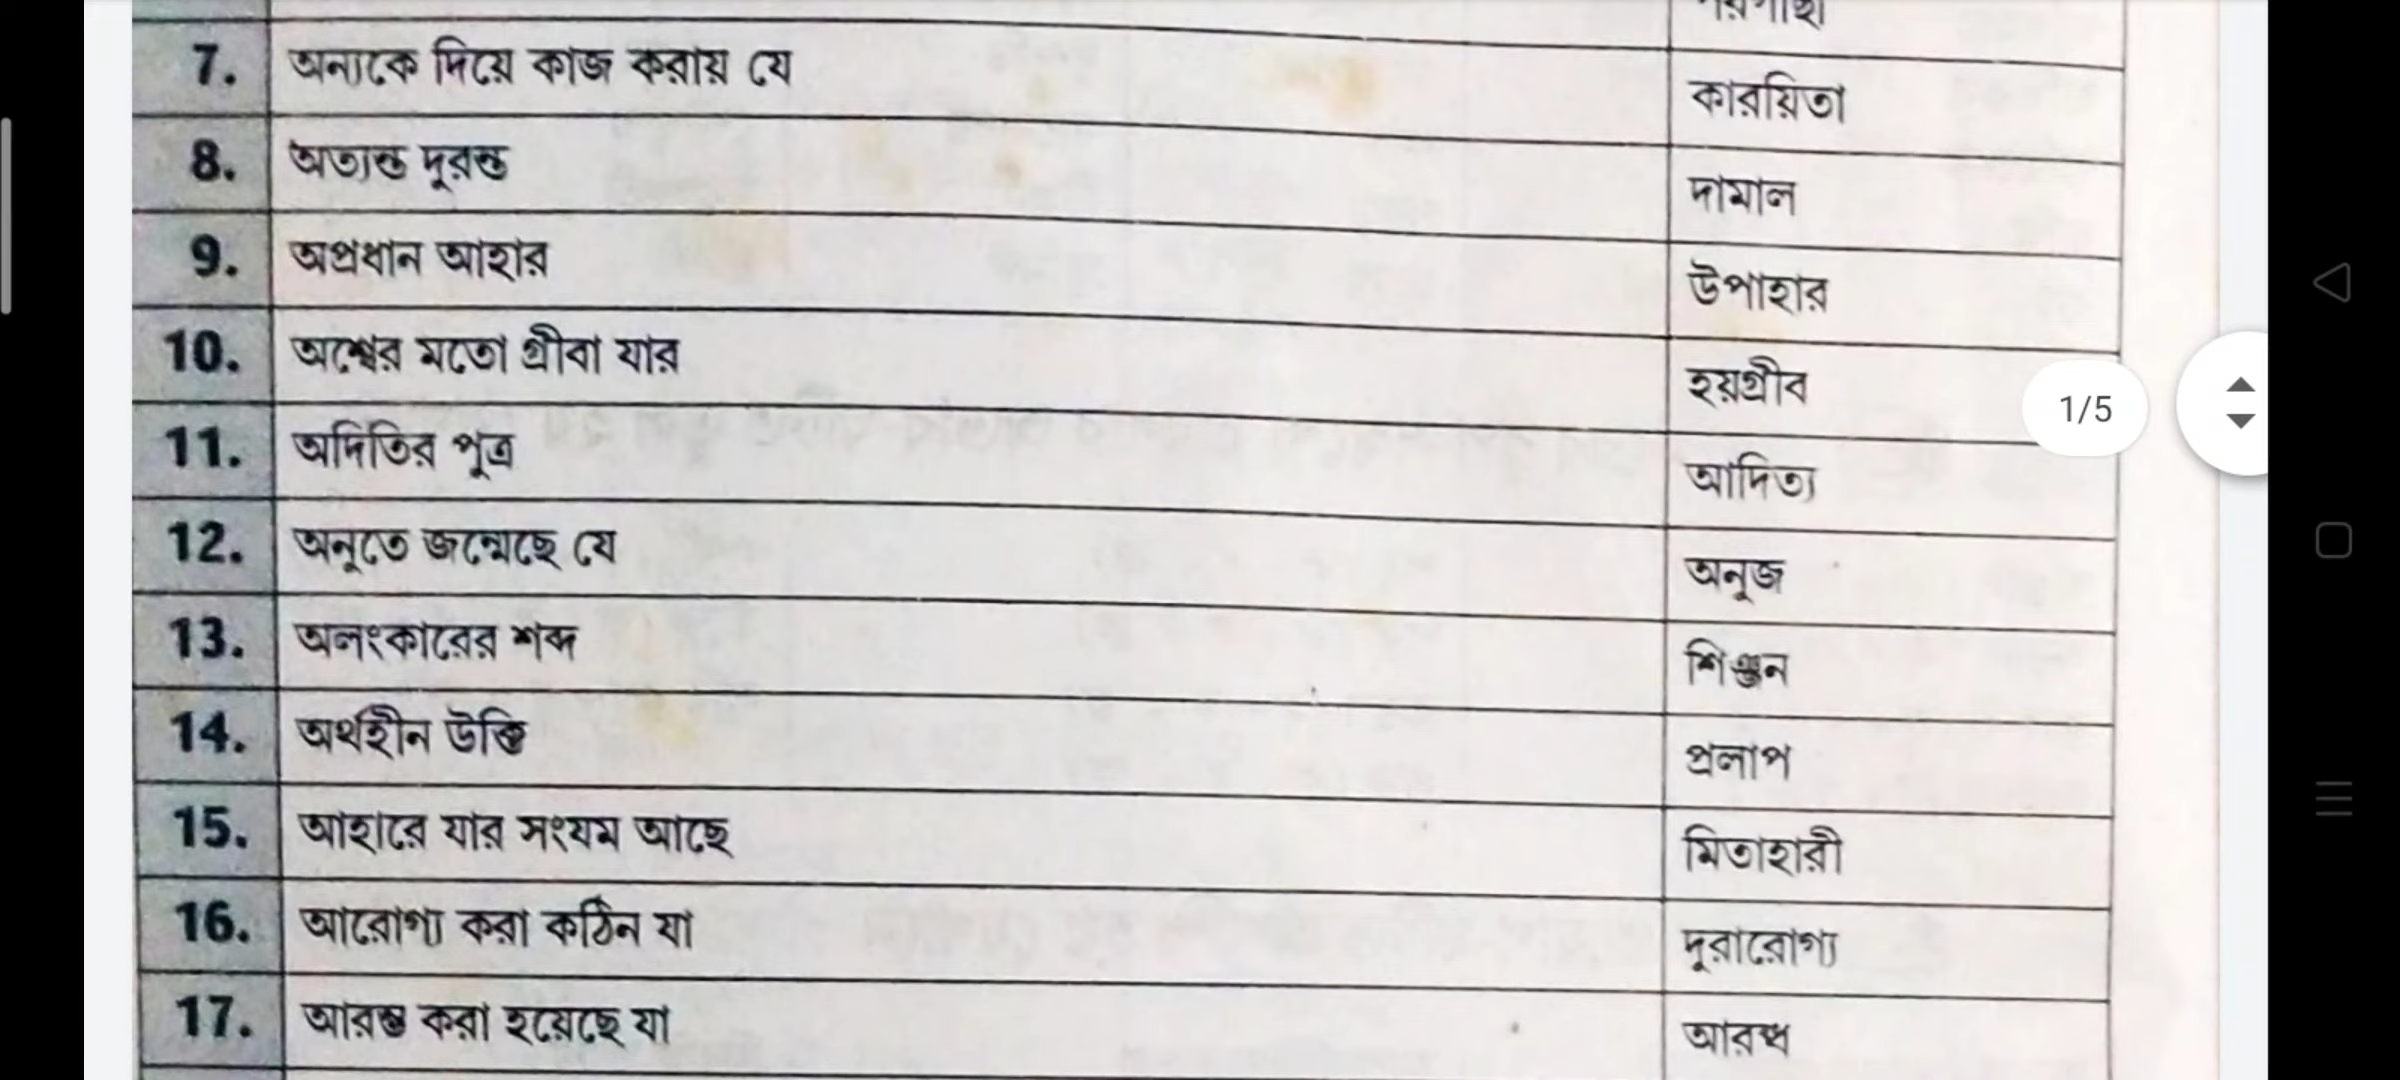 7. অন্যকে দিয়ে কাজ করায় যে কারয়িতা
8. অত্যন্ত দুরন্ত দামাল
9. অপ্রধান আহার উপাহার
10. অশ্বের মতো গ্রীবা যার হয়গ্রীব
1/5
11. অদিতির পুত্র আদিত্য
12. অনুতে জন্মেছে যে অনুজ
13. অলংকারের শব্দ শিঞ্জন
14. অর্থহীন উক্তি প্রলাপ
15. আহারে যার সংযম আছে মিতাহারী
16. আরোগ্য করা কঠিন যা দুরারোগ্য
17. আরম্ভ করা হয়েছে যা আরব্ধ